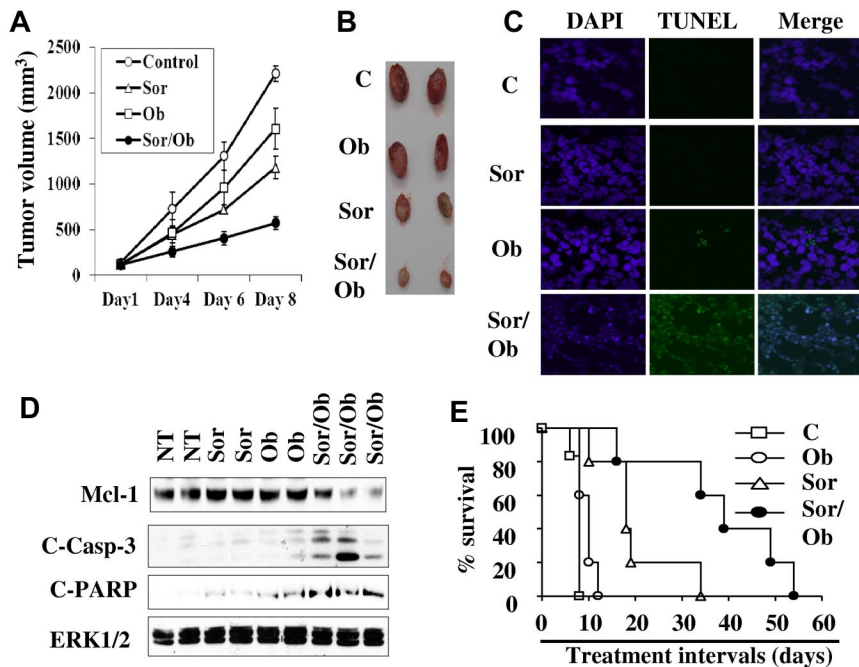 A
Tumor volume (mm³)
2500
2000
1500
1000
500
0
Control
Sor
Ob
Sor/Ob
Day1 Day4 Day 6 Day 8
B
C
Ob
Sor
Sor/
Ob
C
DAPI TUNEL Merge
C
Sor
Ob
Sor/
Ob
D
NT NT Sor Sor Ob Ob Sor/Ob Sor/Ob Sor/Ob
Mcl-1
C-Casp-3
C-PARP
ERK1/2
E
% survival
100
80
60
40
20
0
C
Ob
Sor
Sor/
Ob
0 10 20 30 40 50 60
Treatment intervals (days)